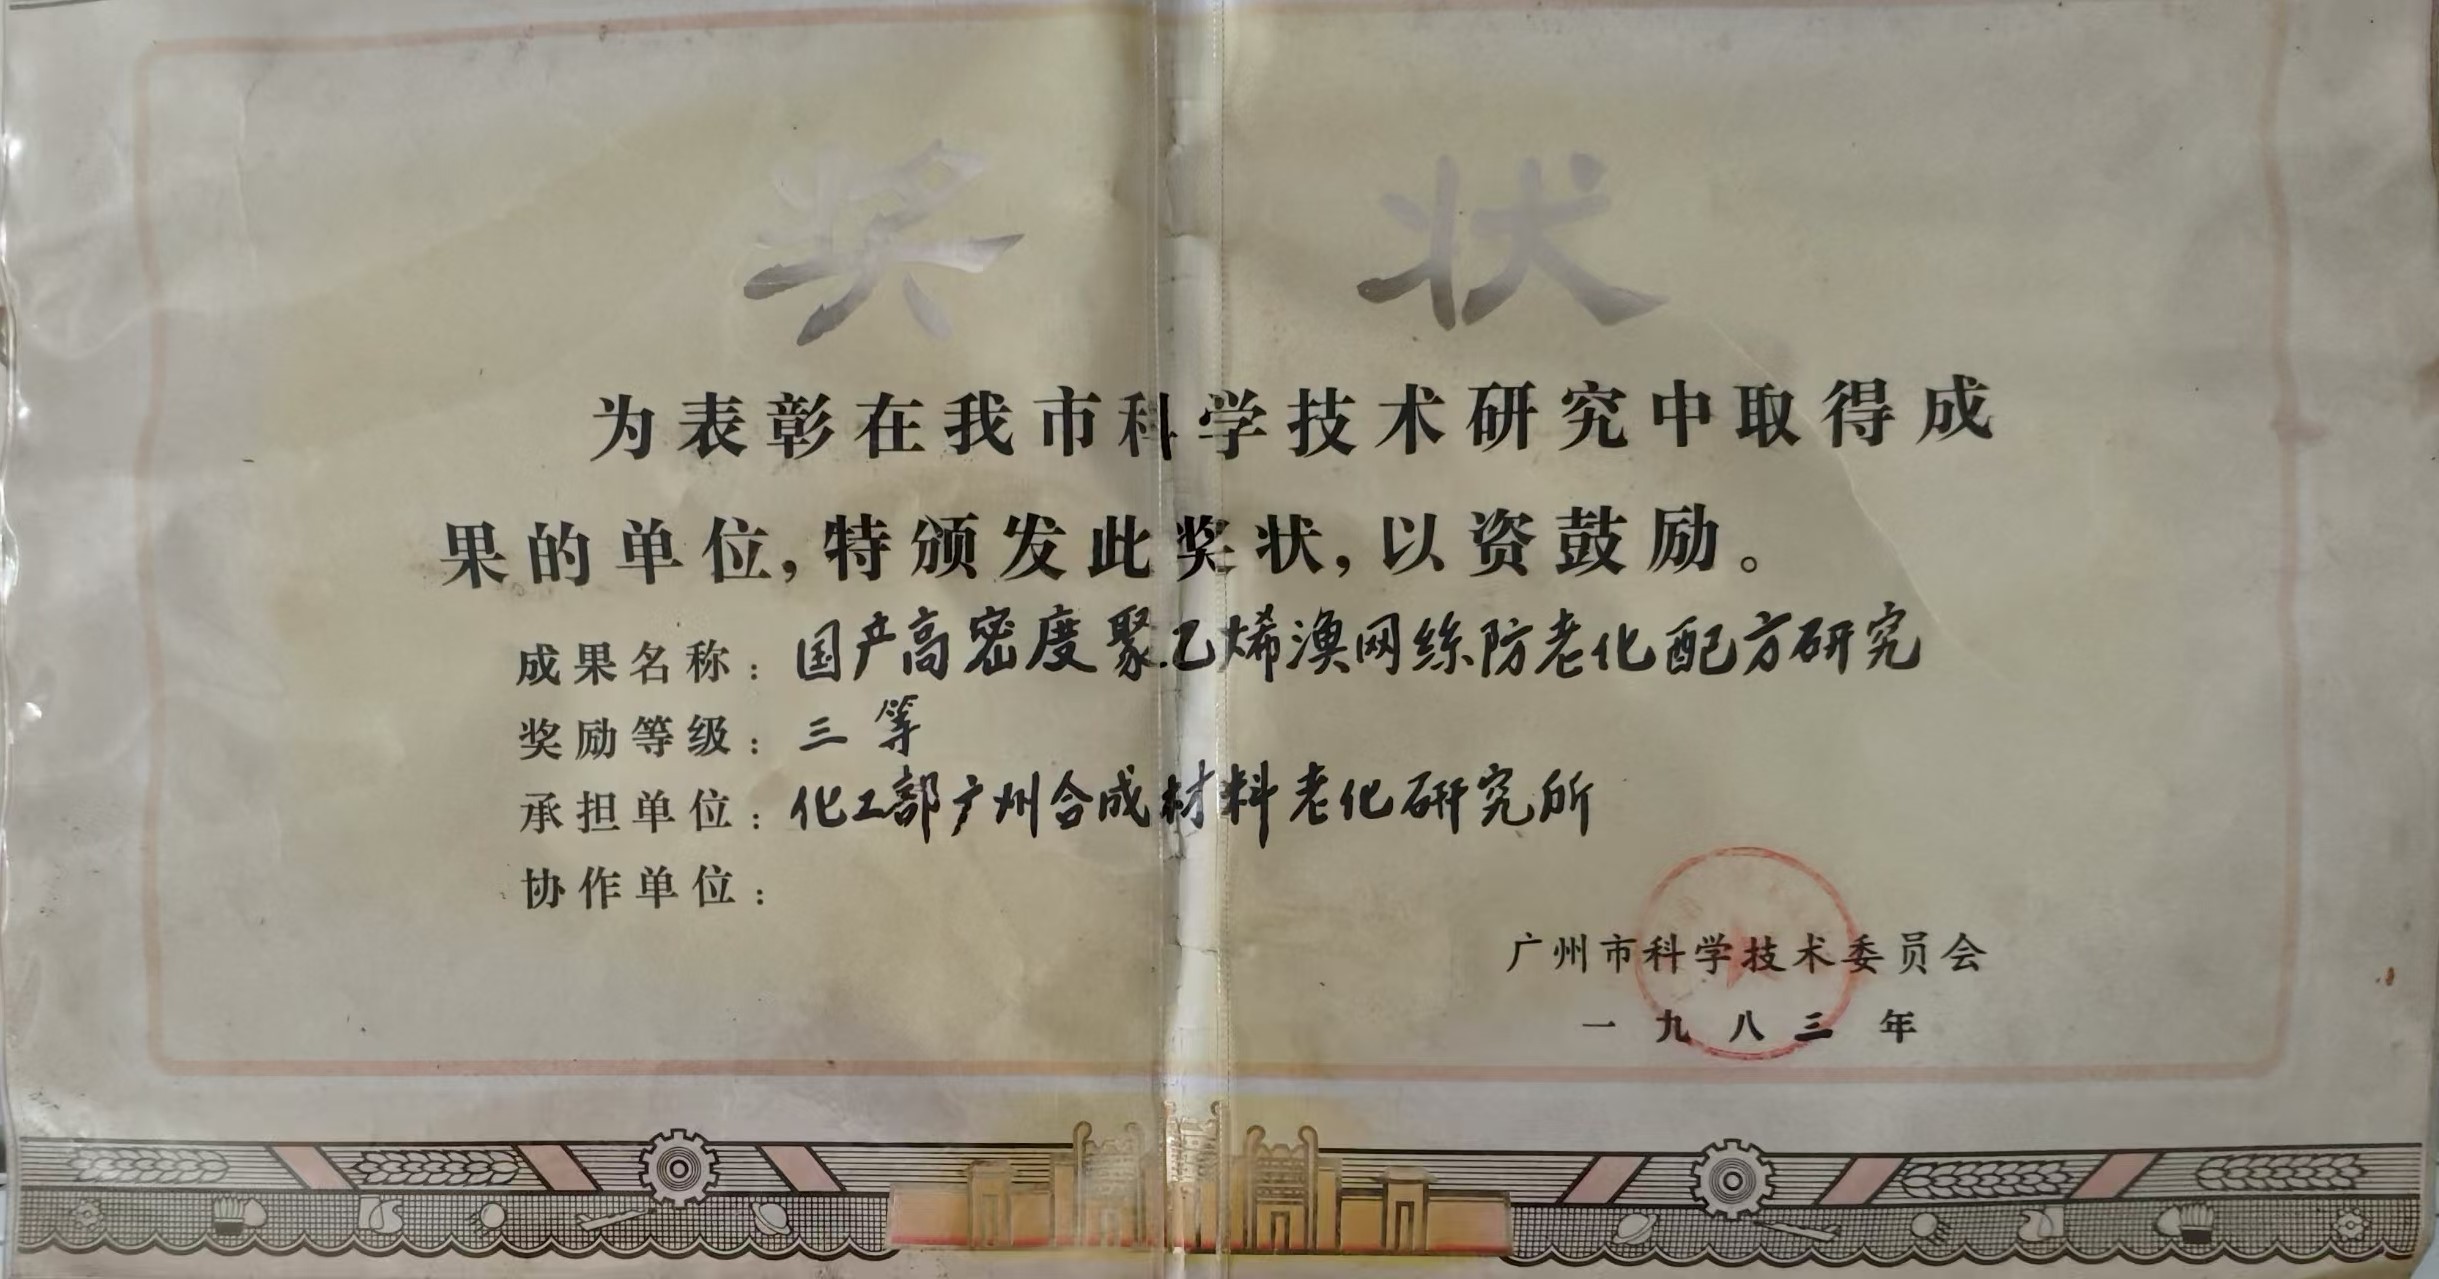 奖状
为表彰在我市科学技术研究中取得成
果的单位,特颁发此奖状,以资鼓励。
成果名称:国产高密度聚乙烯渔网絲防老化配方研究
奖励等级:三等
承担单位:化工部广州合成材料老化研究所
协作单位:
广州市科学技术委员会
一九八三年